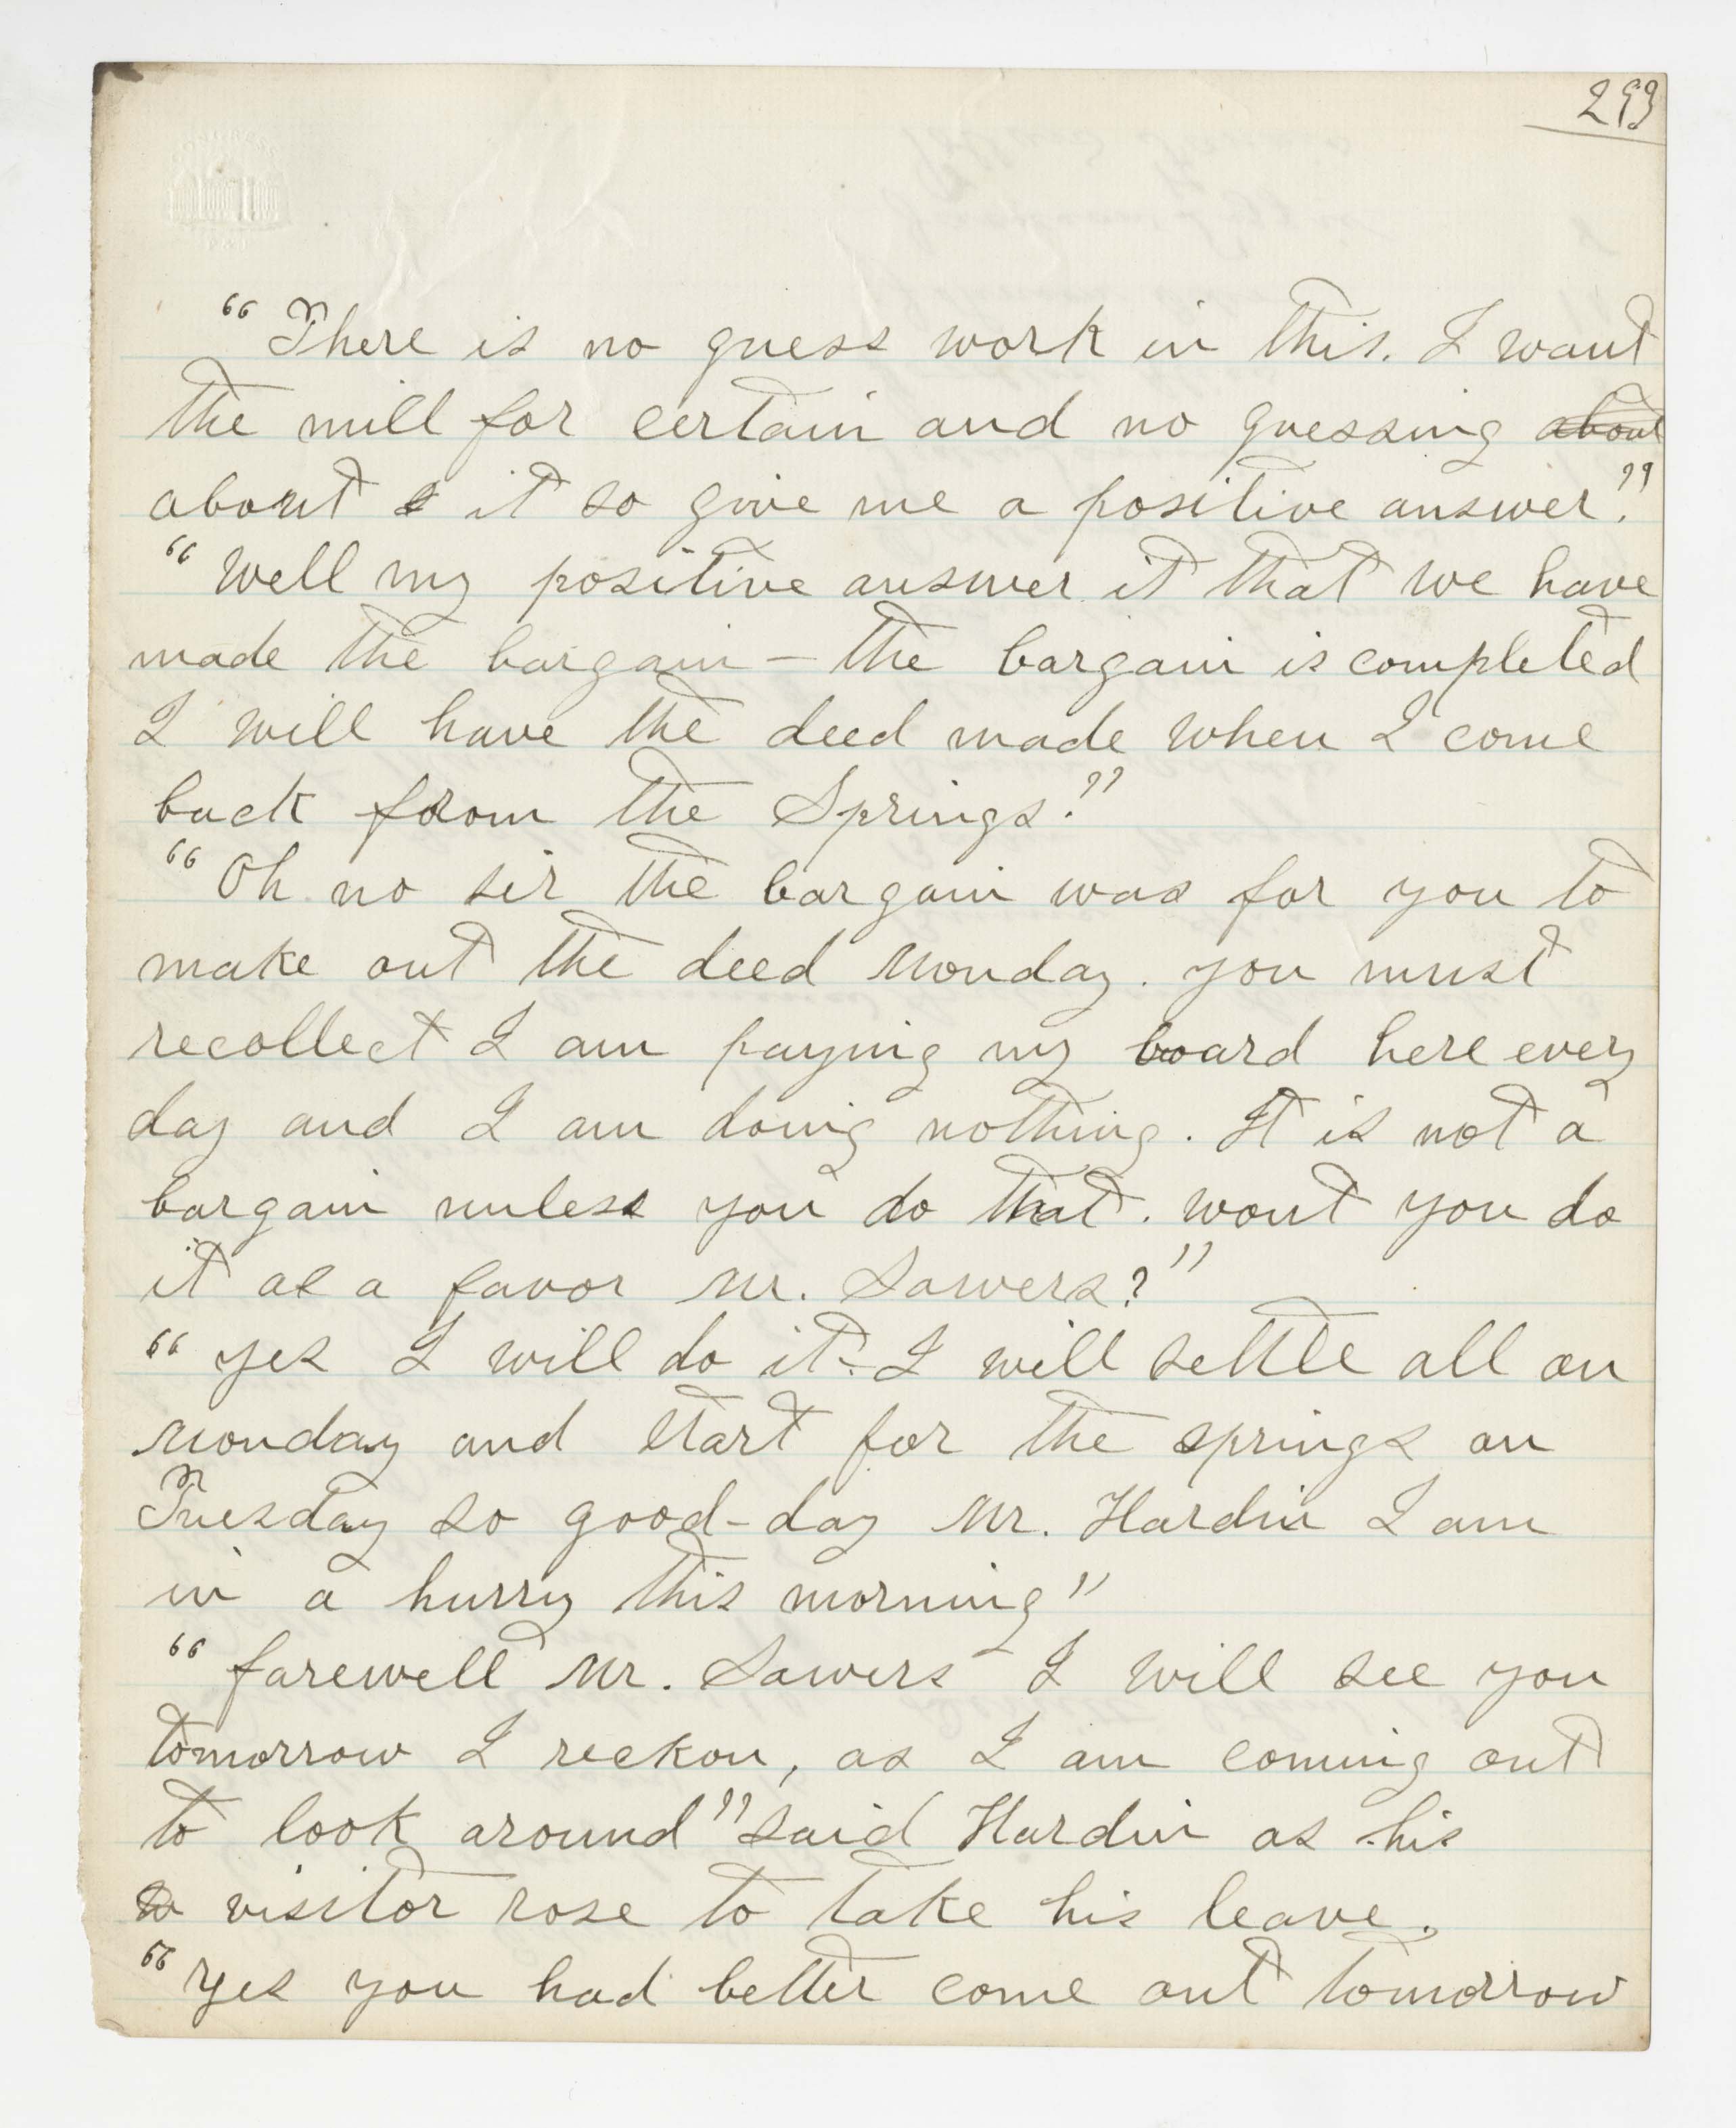 293
“There is no guess work in this. I want
the mill for certain and no guessing about
about it so give me a positive answer.”
“Well my positive answer it that we have
made the bargain – the bargain is completed
I will have the deed made when I come
back from the Springs.”
“Oh no sir the bargain was for you to
make out the deed Monday. you must
recollect I am paying my board here every
day and I am doing nothing. It is not a
bargain unless you do that. wont you do
it as a favor Mr. Sawers?”
“yes I will do it – I will settle all on
Monday and start for the springs on
Tuesday so good-day Mr. Hardin I am
in a hurry this morning”
“farewell Mr. Sawers I will see you
tomorrow I reckon, as I am coming out
to look around” said Hardin as his
visitor rose to take his leave.
“Yes you had better come out tomorrow